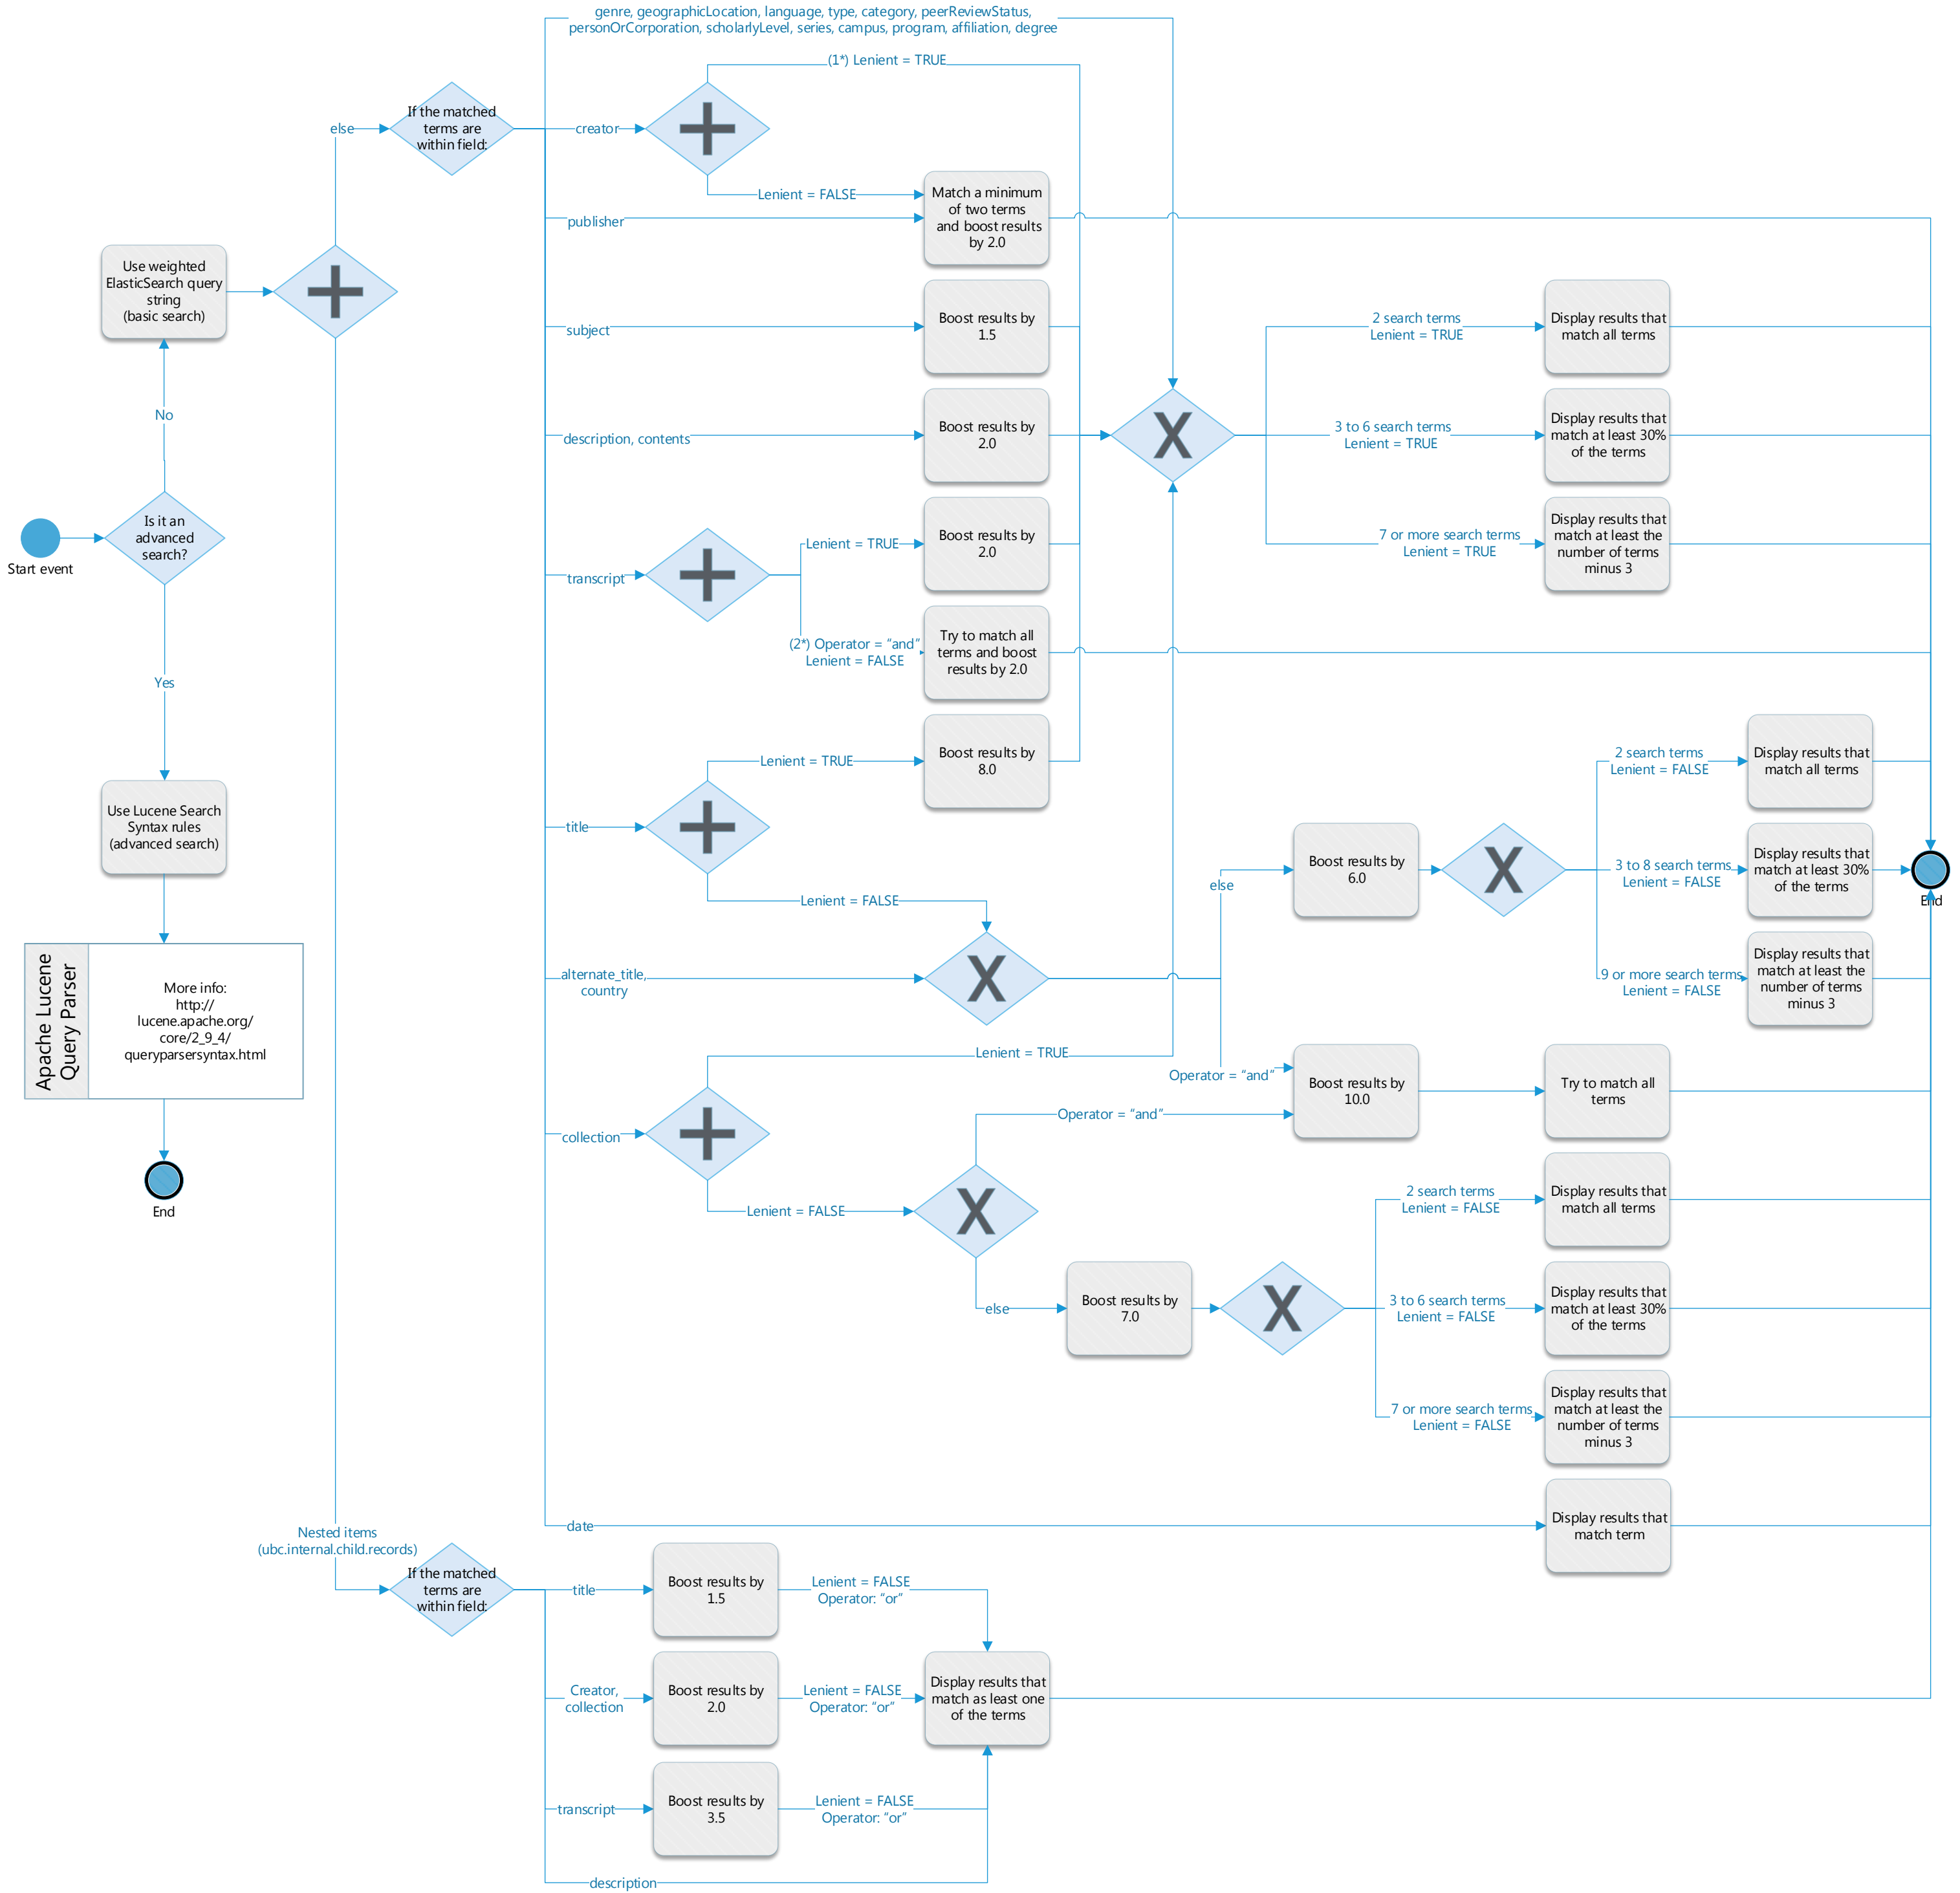 genre, geographicLocation, language, type, category, peerReviewStatus,
personOrCorporation, scholarlyLevel, series, campus, program, affiliation, degree
(1*) Lenient = TRUE
else
If the matched
terms are
within field:
creator
Lenient = FALSE
publisher
Match a minimum
of two terms
and boost results
by 2.0
Use weighted
ElasticSearch query
string
(basic search)
subject
Boost results by
1.5
2 search terms
Lenient = TRUE
Display results that
match all terms
No
description, contents
Boost results by
2.0
3 to 6 search terms
Lenient = TRUE
Display results that
match at least 30%
of the terms
Start event
Is it an
advanced
search?
transcript
Lenient = TRUE
Boost results by
2.0
7 or more search terms
Lenient = TRUE
Display results that
match at least the
number of terms
minus 3
(2*) Operator = “and”
Lenient = FALSE
Try to match all
terms and boost
results by 2.0
Yes
Use Lucene Search
Syntax rules
(advanced search)
title
Lenient = TRUE
Boost results by
8.0
Lenient = FALSE
2 search terms
Lenient = FALSE
Display results that
match all terms
else
Boost results by
6.0
3 to 8 search terms
Lenient = FALSE
Display results that
match at least 30%
of the terms
End
alternate_title,
country
9 or more search terms
Lenient = FALSE
Display results that
match at least the
number of terms
minus 3
Apache Lucene
Query Parser
More info:
http://
lucene.apache.org/
core/2_9_4/
queryparsersyntax.html
End
Lenient = TRUE
Operator = “and”
Boost results by
10.0
Try to match all
terms
collection
Operator = “and”
Lenient = FALSE
2 search terms
Lenient = FALSE
Display results that
match all terms
else
Boost results by
7.0
3 to 6 search terms
Lenient = FALSE
Display results that
match at least 30%
of the terms
7 or more search terms
Lenient = FALSE
Display results that
match at least the
number of terms
minus 3
date
Display results that
match term
Nested items
(ubc.internal.child.records)
If the matched
terms are
within field:
title
Boost results by
1.5
Lenient = FALSE
Operator: “or”
Creator,
collection
Boost results by
2.0
Lenient = FALSE
Operator: “or”
Display results that
match as least one
of the terms
transcript
Boost results by
3.5
Lenient = FALSE
Operator: “or”
description